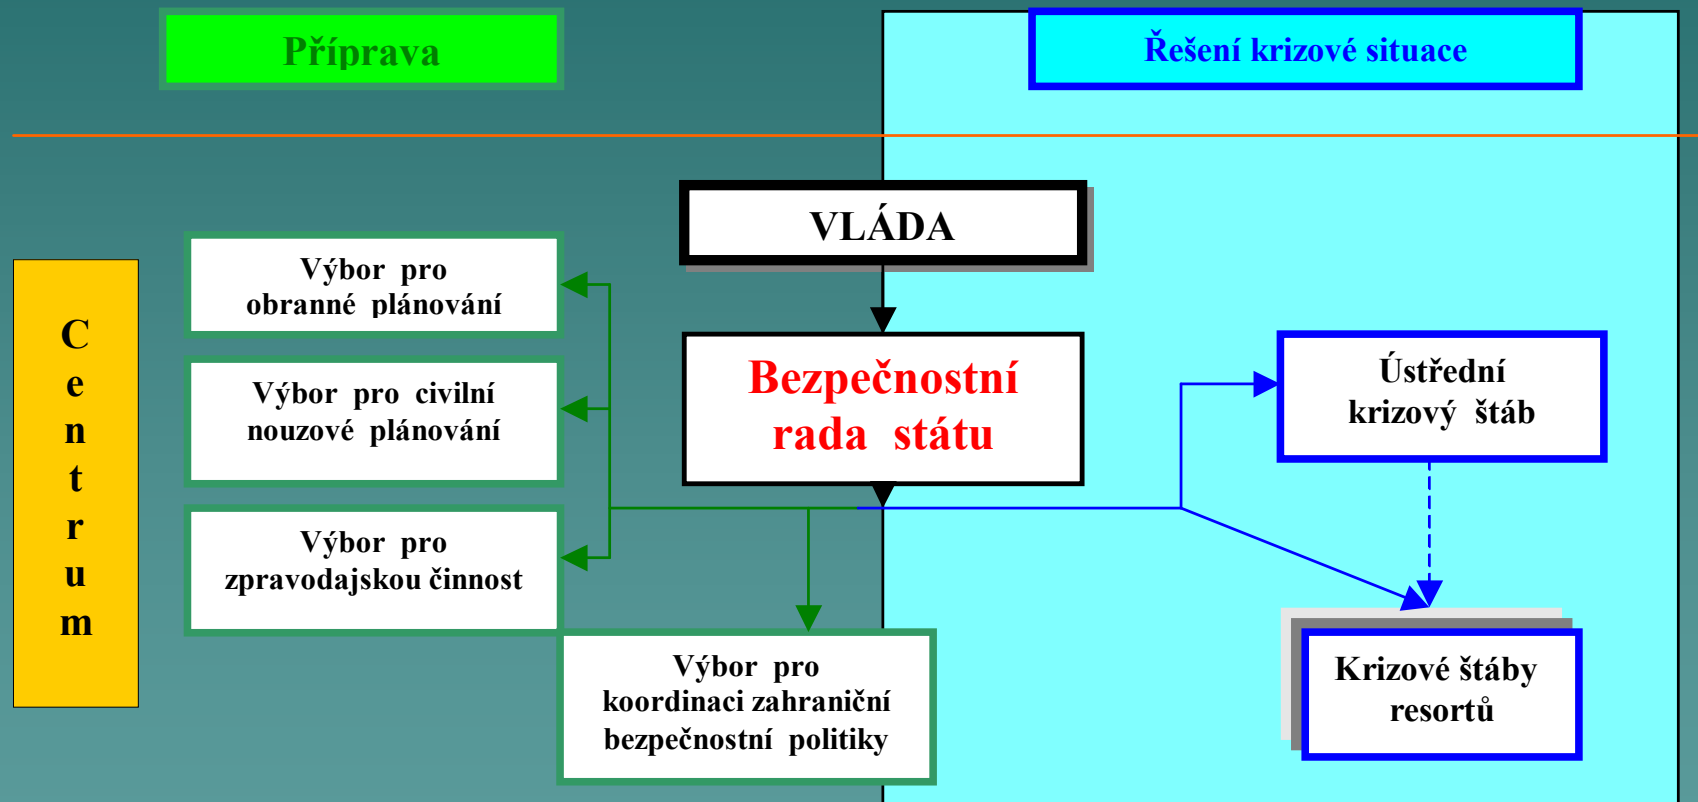 Příprava
Řešení krizové situace
VLÁDA
Výbor pro
obranné plánování
Centrum
Bezpečnostní
rada státu
Ústřední
krizový štáb
Výbor pro civilní
nouzové plánování
Výbor pro
zpravodajskou činnost
Výbor pro
koordinaci zahraniční
bezpečnostní politiky
Krizové štáby
resortů